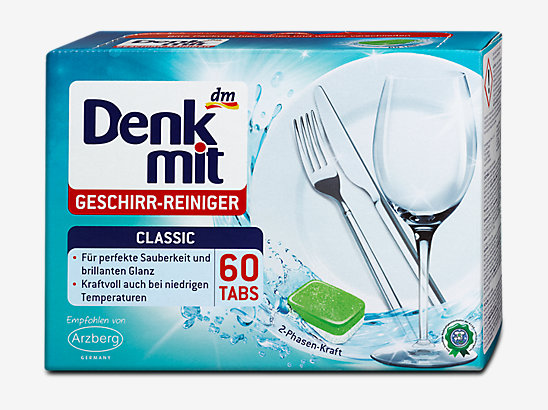 dm
Denk
mit
GESCHIRR-REINIGER
CLASSIC
• Für perfekte Sauberkeit und
brillanten Glanz
• Kraftvoll auch bei niedrigen
Temperaturen
60
TABS
2-Phasen-Kraft
Empfohlen von
Arzberg
GERMANY